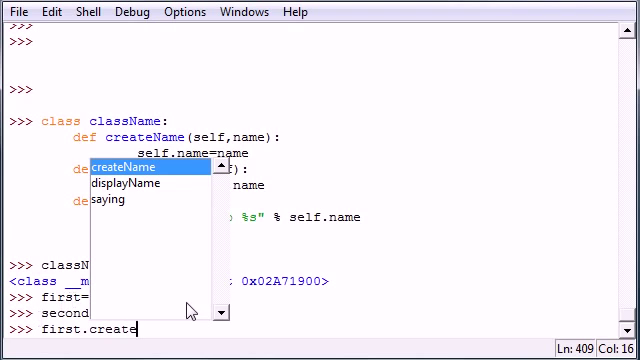 File Edit Shell Debug Options Windows Help
>>>
>>>
>>>
>>> class className:
def createName(self,name):
self.name=name
de f):
name
de
o %s" % self.name
createName
displayName
saying
>>> classN
<class __m ; 0x02A71900>
>>> first=
>>> second
>>> first.create
Ln: 409 Col: 16